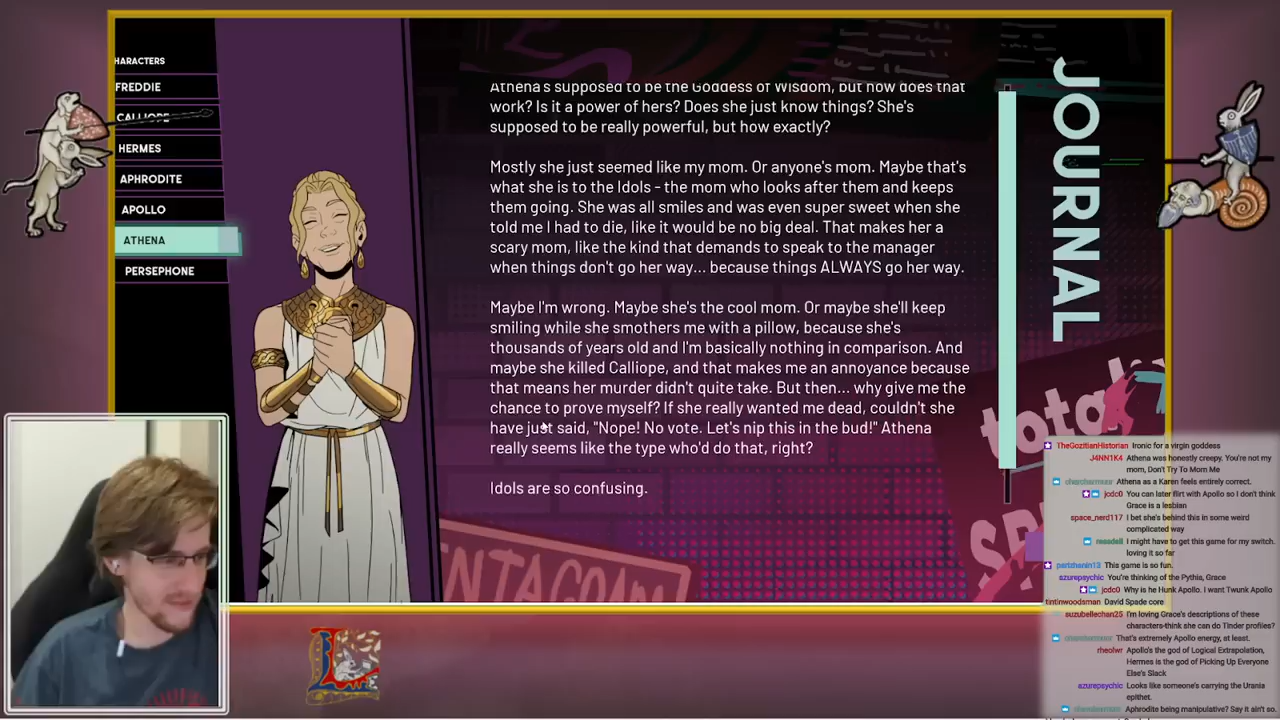 CHARACTERS
FREDDIE
CALLIOPE
HERMES
APHRODITE
APOLLO
ATHENA
PERSEPHONE
Athena's supposed to be the Goddess of Wisdom, but how does that
work? Is it a power of hers? Does she just know things? She's
supposed to be really powerful, but how exactly?
Mostly she just seemed like my mom. Or anyone's mom. Maybe that's
what she is to the Idols - the mom who looks after them and keeps
them going. She was all smiles and was even super sweet when she
told me I had to die, like it would be no big deal. That makes her a
scary mom, like the kind that demands to speak to the manager
when things don't go her way... because things ALWAYS go her way.
Maybe I'm wrong. Maybe she's the cool mom. Or maybe she'll keep
smiling while she smothers me with a pillow, because she's
thousands of years old and I'm basically nothing in comparison. And
maybe she killed Calliope, and that makes me an annoyance because
that means her murder didn't quite take. But then... why give me the
chance to prove myself? If she really wanted me dead, couldn't she
have just said, "Nope! No vote. Let's nip this in the bud!" Athena
really seems like the type who'd do that, right?
Idols are so confusing.
JOURNAL
TheGozitianHistorian Ironic for a virgin goddess
J4NN1K4 Athena was honestly creepy. You're not my
mom, Don't Try To Mom Me
Athena as a Karen feels entirely correct.
jcdc0 You can later flirt with Apollo so I don't think
Grace is a lesbian
space_nerd117 I bet she's behind this in some weird
complicated way
I might have to get this game for my switch.
loving it so far
This game is so fun.
azurepsychic You're thinking of the Pythia, Grace
jcdc0 Why is he Hunk Apollo. I want Twunk Apollo
tintinwoodsman David Spade core
suzubellechan25 I'm loving Grace's descriptions of these
characters-think she can do Tinder profiles?
That's extremely Apollo energy, at least.
rheolwr Apollo's the god of Logical Extrapolation,
Hermes is the god of Picking Up Everyone
Else's Slack
azurepsychic Looks like someone's carrying the Urania
epithet.
Aphrodite being manipulative? Say it ain't so.